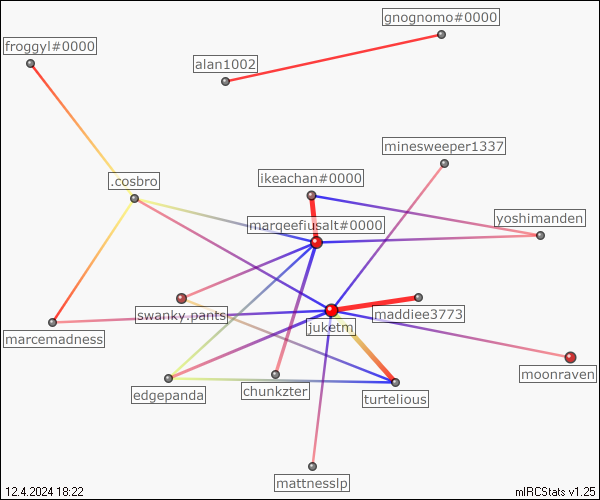 gnognomo#0000
froggyl#0000
alan1002
minesweeper1337
ikeachan#0000
.cosbro
yoshimanden
marqeefiusalt#0000
swanky.pants
maddiee3773
juketm
marcemadness
moonraven
chunkzter
edgepanda
turtelious
mattnesslp
12.4.2024 18:22
mIRCStats v1.25